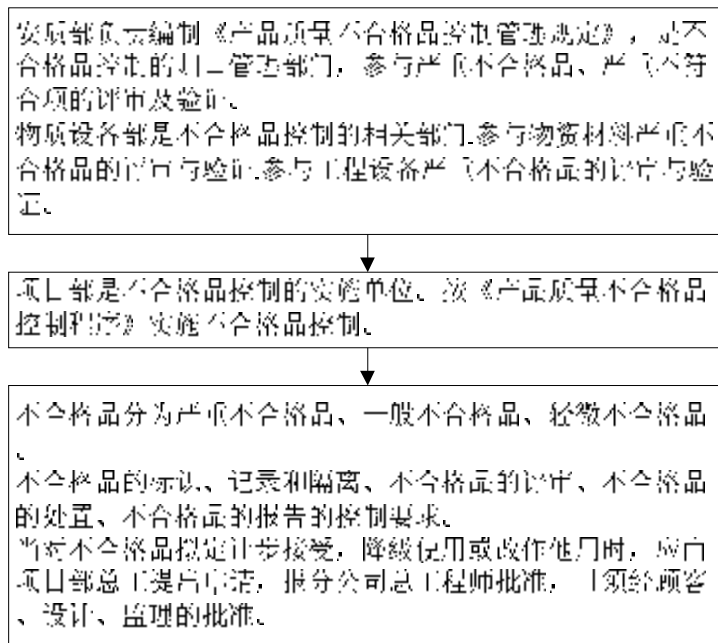 安质部负责编制《产品质量不合格品控制管理规定》，是不
合格品控制的归口管理部门，参与严重不合格品、严重不符
合项的评审及验证。
物质设备部是不合格品控制的相关部门.参与物资材料严重不
合格品的评审与验证.参与工程设备严重不合格品的评审与验
证。
项目部是不合格品控制的实施单位、按《产品质量不合格品
控制程序》实施不合格品控制。
不合格品分为严重不合格品、一般不合格品、轻微不合格品
。
不合格品的标识、记录和隔离、不合格品的评审、不合格品
的处置、不合格品的报告的控制要求。
当对不合格品拟定让步接受，降级使用或改作他用时，应由
项目部总工提出申请，报分公司总工程师批准，且须经顾客
、设计、监理的批准。